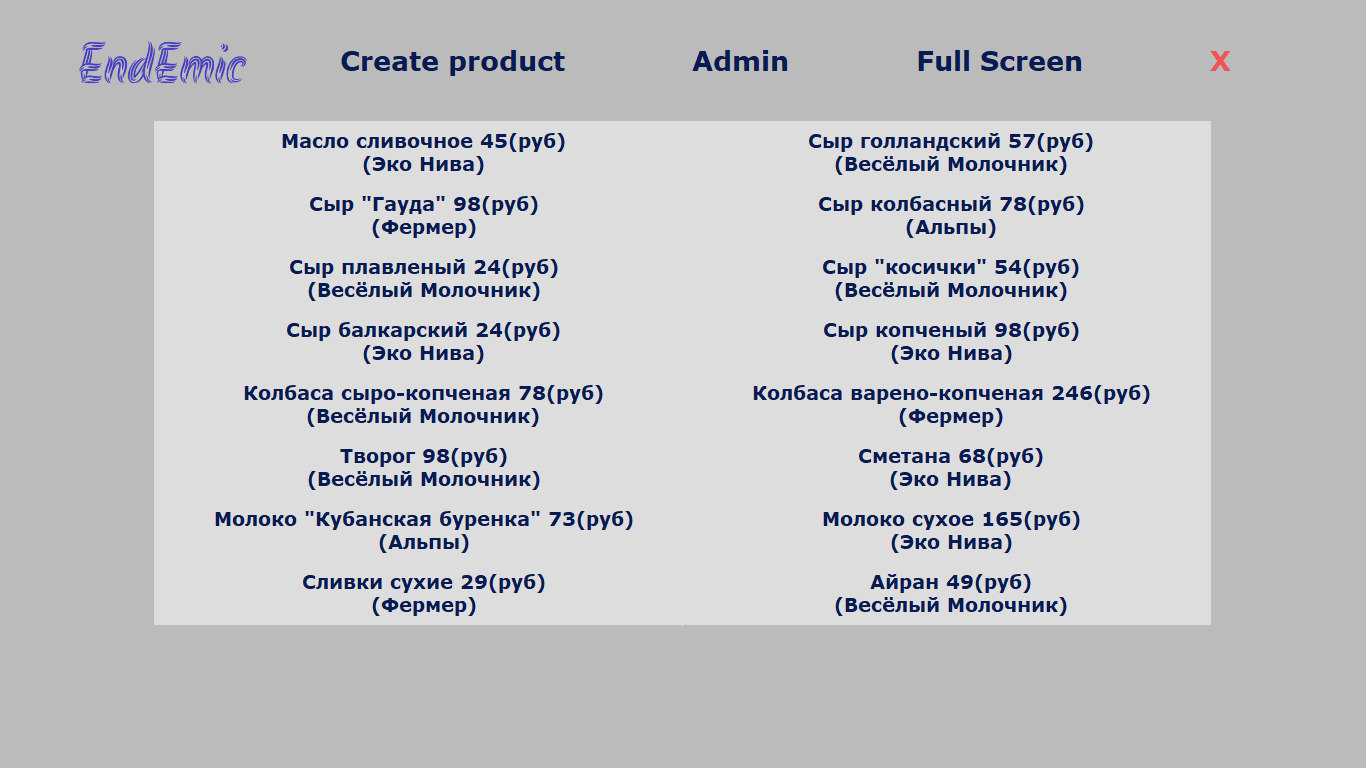 EndEmic
Create product
Admin
Full Screen
X
Масло сливочное 45(руб)
(Эко Нива)
Сыр голландский 57(руб)
(Весёлый Молочник)
Сыр "Гауда" 98(руб)
(Фермер)
Сыр колбасный 78(руб)
(Альпы)
Сыр плавленый 24(руб)
(Весёлый Молочник)
Сыр "косички" 54(руб)
(Весёлый Молочник)
Сыр балкарский 24(руб)
(Эко Нива)
Сыр копченый 98(руб)
(Эко Нива)
Колбаса сыро-копченая 78(руб)
(Весёлый Молочник)
Колбаса варено-копченая 246(руб)
(Фермер)
Творог 98(руб)
(Весёлый Молочник)
Сметана 68(руб)
(Эко Нива)
Молоко "Кубанская буренка" 73(руб)
(Альпы)
Молоко сухое 165(руб)
(Эко Нива)
Сливки сухие 29(руб)
(Фермер)
Айран 49(руб)
(Весёлый Молочник)